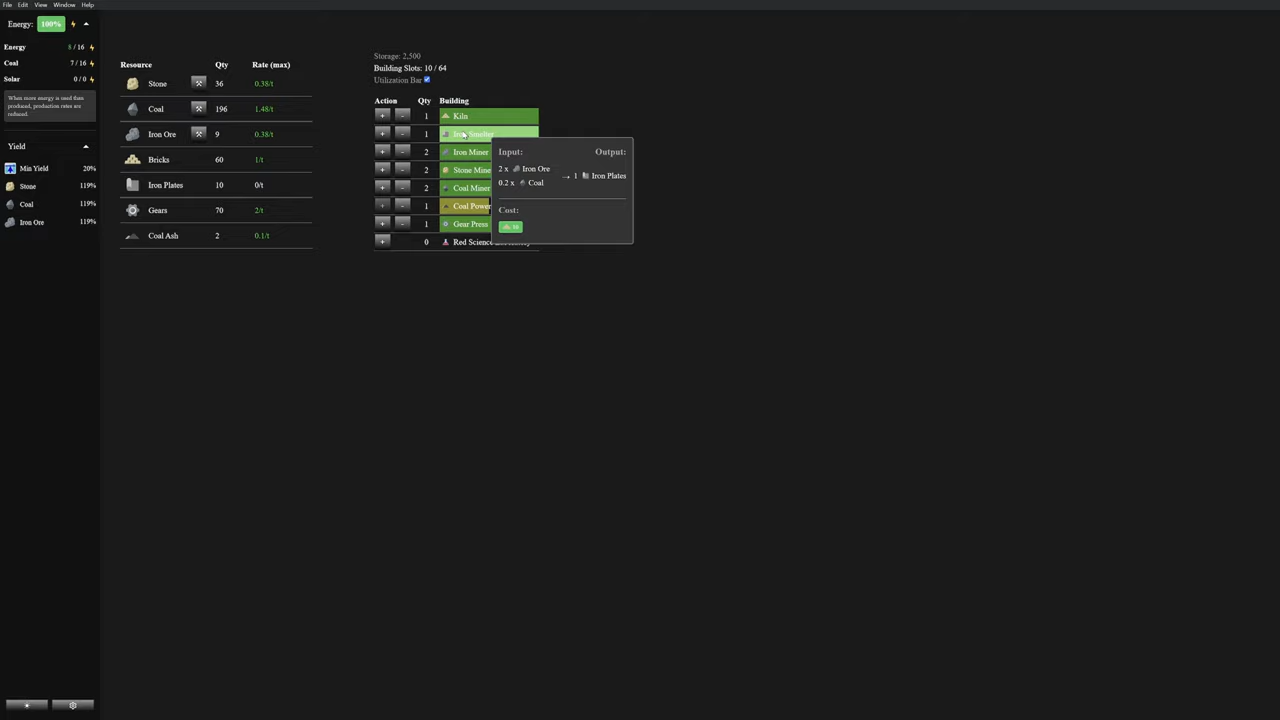 File Edit View Window Help
Energy: 100%
Energy 8 / 16
Coal 7 / 16
Solar 0 / 0
When more energy is used than
produced, production rates are
reduced.
Yield
Min Yield 20%
Stone 119%
Coal 119%
Iron Ore 119%
Resource Qty Rate (max)
Stone 36 0.38/t
Coal 196 1.48/t
Iron Ore 9 0.38/t
Bricks 60 1/t
Iron Plates 10 0/t
Gears 70 2/t
Coal Ash 2 0.1/t
Storage: 2,500
Building Slots: 10 / 64
Utilization Bar
Action Qty Building
+ - 1 Kiln
+ - 1 Iron Smelter
+ - 2 Iron Miner
+ - 2 Stone Mine
+ - 2 Coal Miner
+ - 1 Coal Power
+ - 1 Gear Press
+ 0 Red Science
Input: Output:
2 x Iron Ore
0.2 x Coal
→ 1 Iron Plates
Cost: